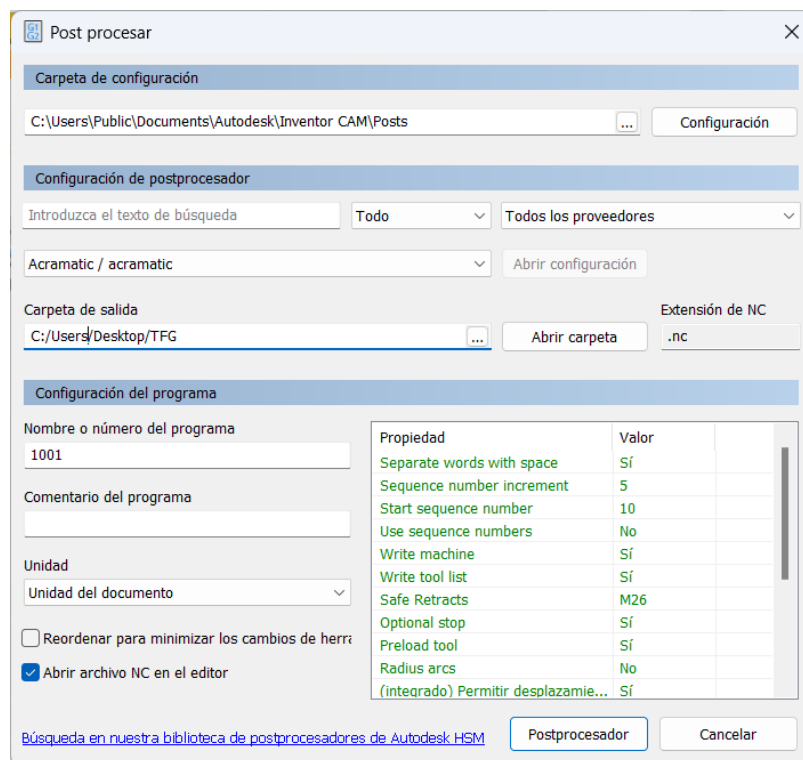 G1
G2
Post procesar
Carpeta de configuración
C:\Users\Public\Documents\Autodesk\Inventor CAM\Posts
...
Configuración
Configuración de postprocesador
Introduzca el texto de búsqueda
Todo
Todos los proveedores
Acramatic / acramatic
Abrir configuración
Carpeta de salida
Extensión de NC
C:/Users/Desktop/TFG
...
Abrir carpeta
.nc
Configuración del programa
Nombre o número del programa
1001
Comentario del programa
Unidad
Unidad del documento
Reordenar para minimizar los cambios de herra
Abrir archivo NC en el editor
Propiedad Valor
Separate words with space Sí
Sequence number increment 5
Start sequence number 10
Use sequence numbers No
Write machine Sí
Write tool list Sí
Safe Retracts M26
Optional stop Sí
Preload tool Sí
Radius arcs No
(integrado) Permitir desplazamie... Sí
Búsqueda en nuestra biblioteca de postprocesadores de Autodesk HSM
Postprocesador
Cancelar